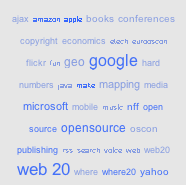 ajax amazon apple books conferences
copyright economics etech euroascan
flickr fun geo google hard
numbers java make mapping media
microsoft mobile music nff open
source opensource oscon
publishing rss search voice web web20
web 20 where where20 yahoo